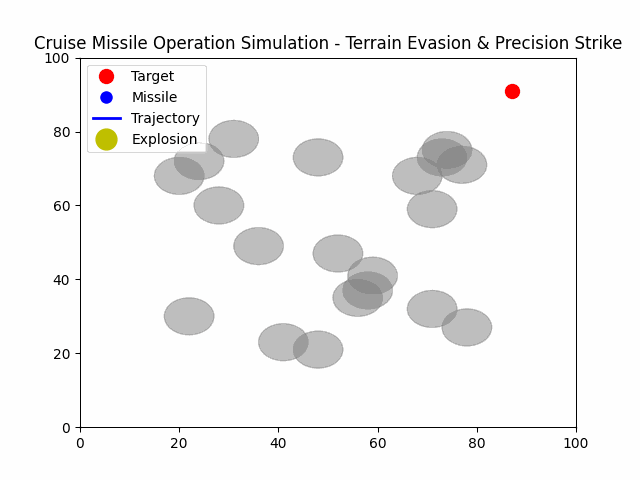 Cruise Missile Operation Simulation - Terrain Evasion & Precision Strike
100
80
60
40
20
0
0 20 40 60 80 100
Target
Missile
Trajectory
Explosion